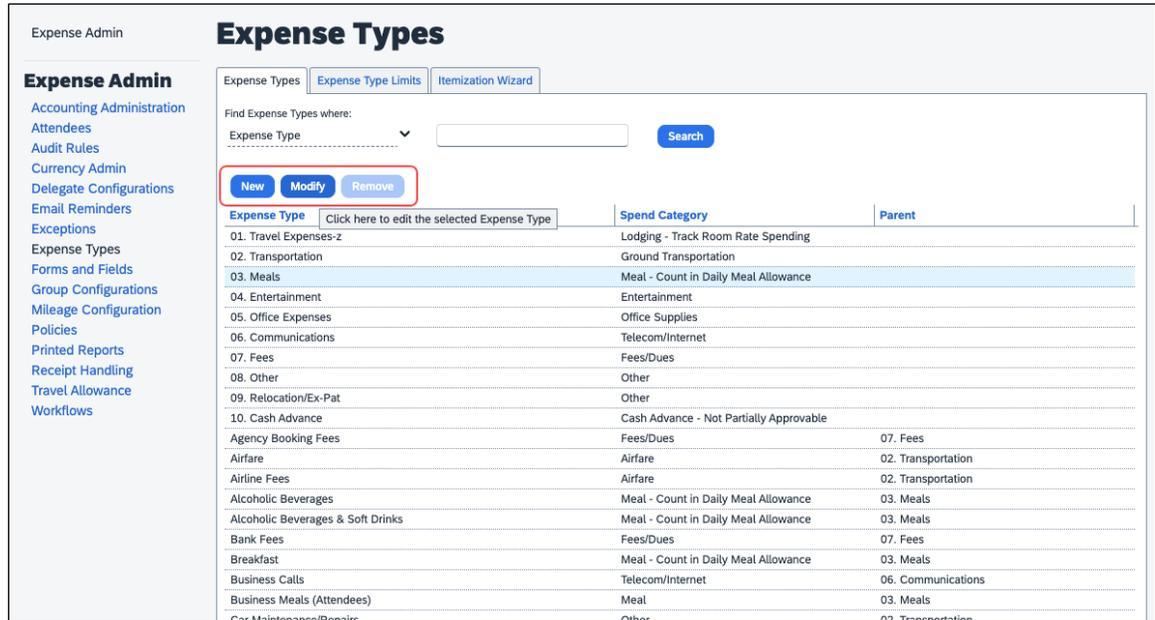 Expense Admin
Expense Types
Expense Admin
Accounting Administration
Attendees
Audit Rules
Currency Admin
Delegate Configurations
Email Reminders
Exceptions
Expense Types
Forms and Fields
Group Configurations
Mileage Configuration
Policies
Printed Reports
Receipt Handling
Travel Allowance
Workflows
Expense Types Expense Type Limits Itemization Wizard
Find Expense Types where:
Expense Type Search
New Modify Remove
Expense Type Spend Category Parent
Click here to edit the selected Expense Type
01. Travel Expenses-z Lodging - Track Room Rate Spending
02. Transportation Ground Transportation
03. Meals Meal - Count in Daily Meal Allowance
04. Entertainment Entertainment
05. Office Expenses Office Supplies
06. Communications Telecom/Internet
07. Fees Fees/Dues
08. Other Other
09. Relocation/Ex-Pat Other
10. Cash Advance Cash Advance - Not Partially Approvable
Agency Booking Fees Fees/Dues 07. Fees
Airfare Airfare 02. Transportation
Airline Fees Airfare 02. Transportation
Alcoholic Beverages Meal - Count in Daily Meal Allowance 03. Meals
Alcoholic Beverages & Soft Drinks Meal - Count in Daily Meal Allowance 03. Meals
Bank Fees Fees/Dues 07. Fees
Breakfast Meal - Count in Daily Meal Allowance 03. Meals
Business Calls Telecom/Internet 06. Communications
Business Meals (Attendees) Meal 03. Meals
Car Maintenance/Repairs Other 02. Transportation